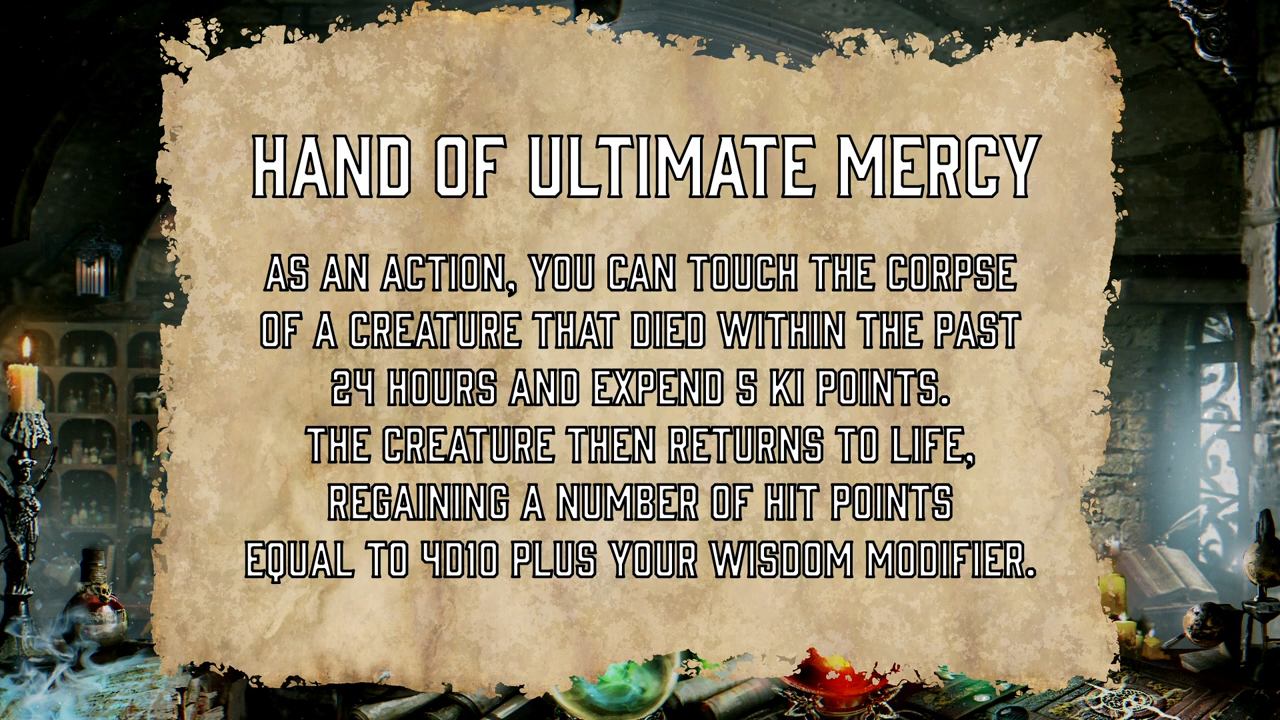 HAND OF ULTIMATE MERCY
AS AN ACTION, YOU CAN TOUCH THE CORPSE
OF A CREATURE THAT DIED WITHIN THE PAST
24 HOURS AND EXPEND 5 KI POINTS.
THE CREATURE THEN RETURNS TO LIFE,
REGAINING A NUMBER OF HIT POINTS
EQUAL TO 4D10 PLUS YOUR WISDOM MODIFIER.